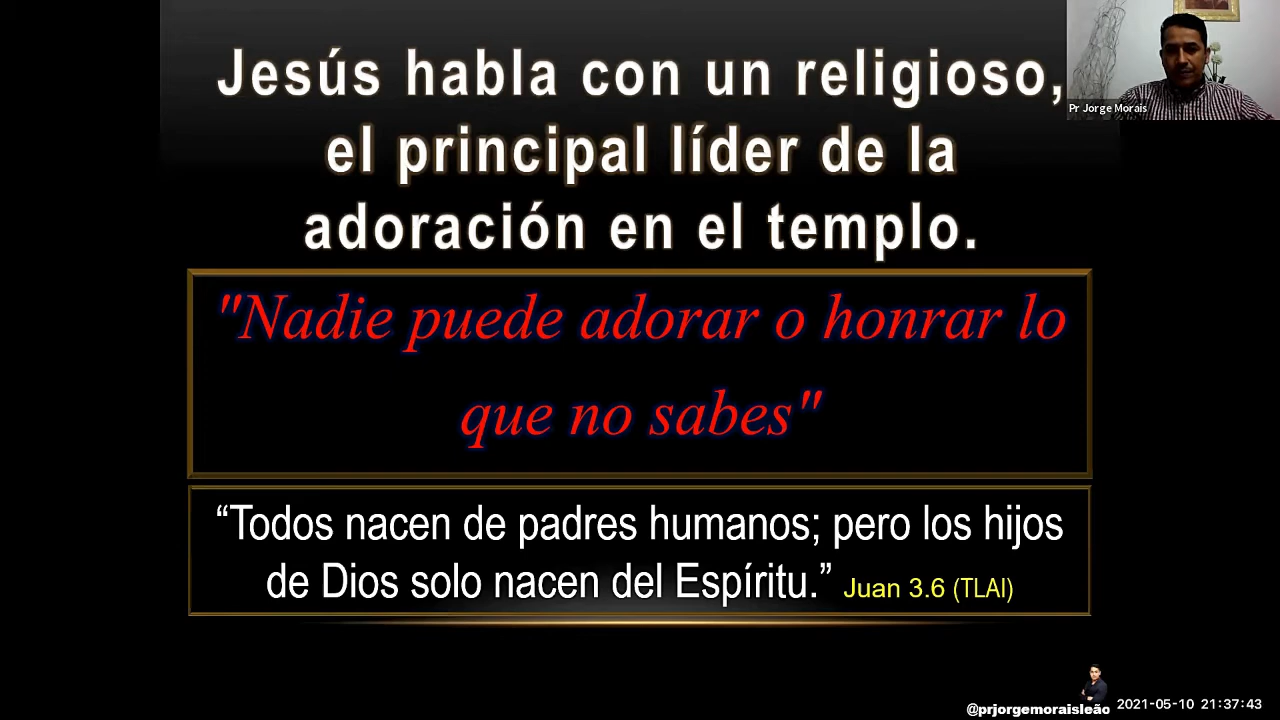 Jesús habla con un religioso,
el principal líder de la
adoración en el templo.
"Nadie puede adorar o honrar lo
que no sabes"
“Todos nacen de padres humanos; pero los hijos
de Dios solo nacen del Espíritu.” Juan 3.6 (TLAI)
Pr Jorge Morais
@prjorgemoraisleão 2021-05-10 21:37:43